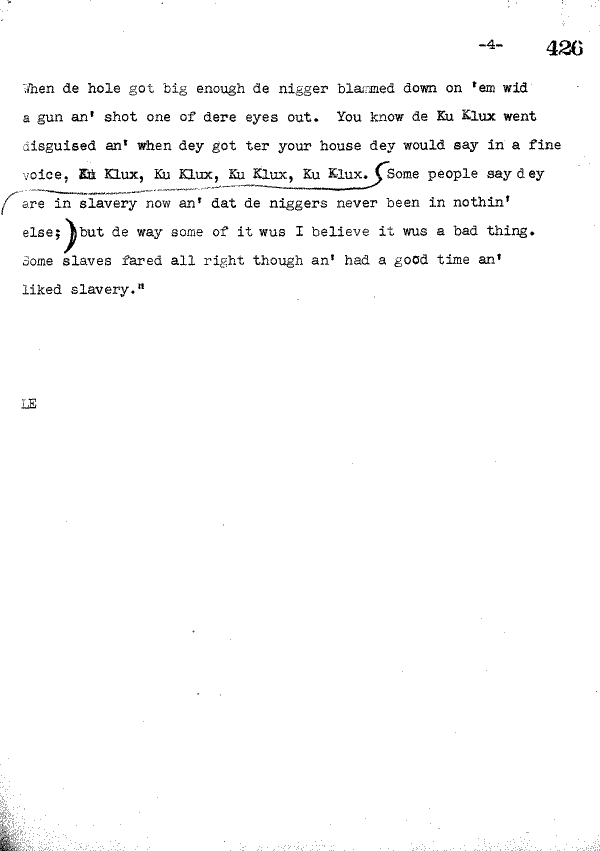 -4- 426
When de hole got big enough de nigger blammed down on 'em wid
a gun an' shot one of dere eyes out. You know de Ku Klux went
disguised an' when dey got ter your house dey would say in a fine
voice, Ku Klux, Ku Klux, Ku Klux, Ku Klux. (Some people say dey
are in slavery now an' dat de niggers never been in nothin'
else;) but de way some of it wus I believe it wus a bad thing.
Some slaves fared all right though an' had a good time an'
liked slavery."
LE